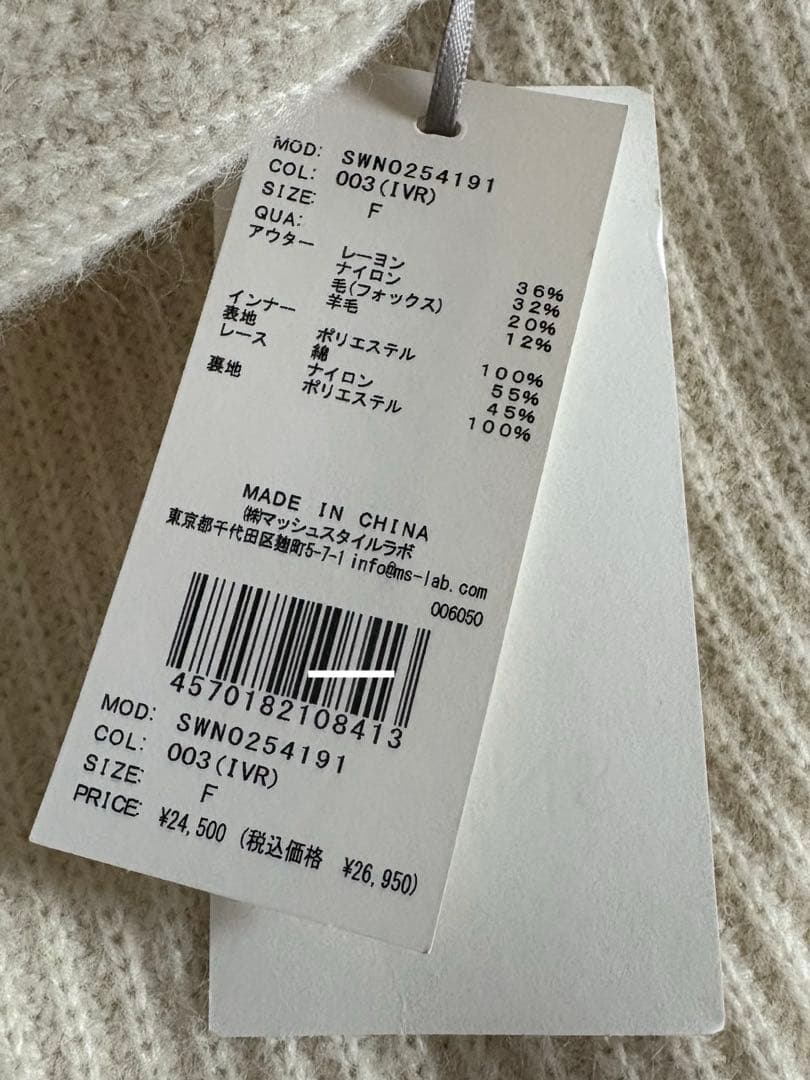 MOD: SWNO254191
COL: 003(IVR)
SIZE: F
QUA:
アウター レーヨン 36%
ナイロン 32%
毛(フォックス) 20%
羊毛 12%
インナー
表地 ポリエステル 100%
レース 綿 55%
ナイロン 45%
裏地 ポリエステル 100%
MADE IN CHINA
㈱マッシュスタイルラボ
東京都千代田区麹町5-7-1 info@ms-lab.com
006050
4570182108413
MOD: SWNO254191
COL: 003(IVR)
SIZE: F
PRICE: ¥24,500 (税込価格 ¥26,950)